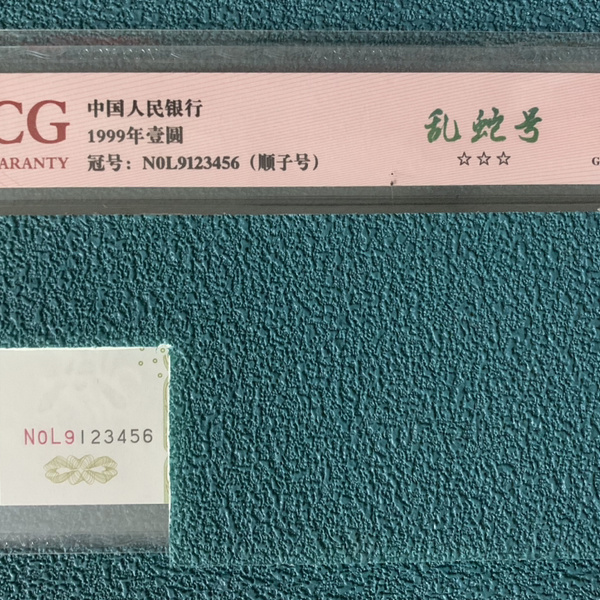 CG
ARANTY
中国人民银行
1999年壹圆
冠号：N0L9123456（顺子号）
乱蛇号
☆☆☆
G
N0L9123456